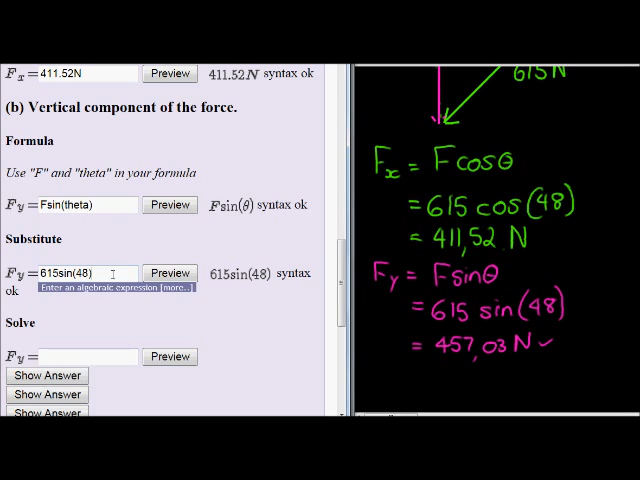 Fx = 411.52N Preview 411.52N syntax ok
(b) Vertical component of the force.
Formula
Use "F" and "theta" in your formula
Fy = Fsin(theta) Preview Fsin(θ) syntax ok
Substitute
Fy = 615sin(48) Preview 615sin(48) syntax
ok
Enter an algebraic expression [more..]
Solve
Fy = Preview
Show Answer
Show Answer
Show Answer
615N
Fx = Fcosθ
= 615 cos(48)
= 411,52 N
Fy = Fsinθ
= 615 sin(48)
= 457,03 N ✓